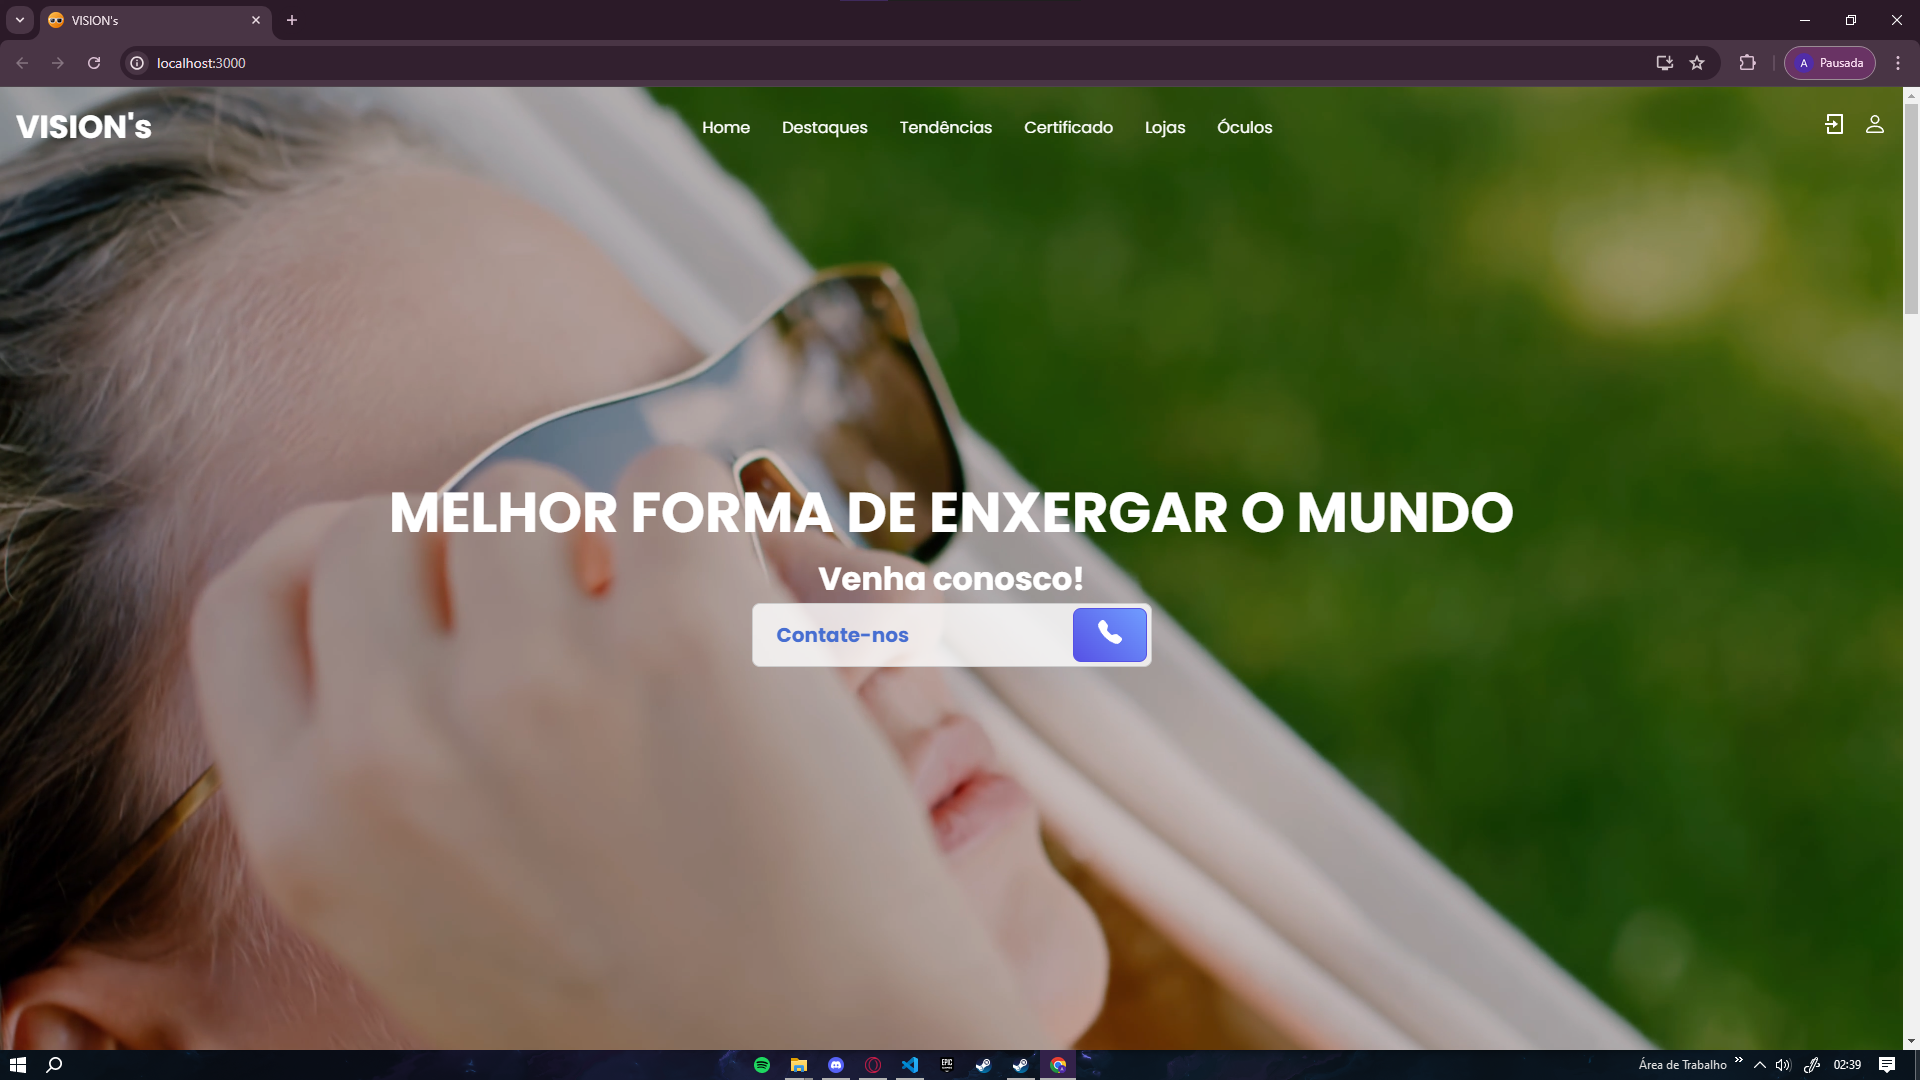 VISION's
localhost:3000
A Pausada
VISION's
Home Destaques Tendências Certificado Lojas Óculos
MELHOR FORMA DE ENXERGAR O MUNDO
Venha conosco!
Contate-nos
EPIC
Área de Trabalho
02:39